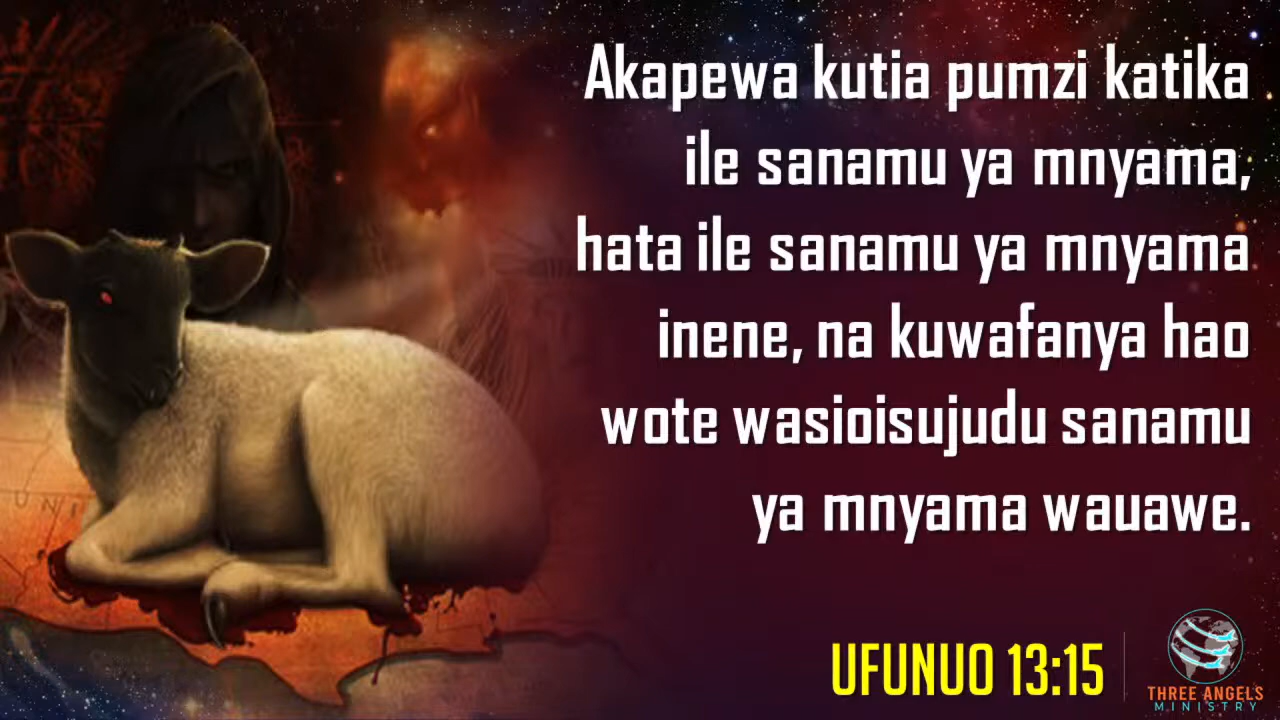 Akapewa kutia pumzi katika
ile sanamu ya mnyama,
hata ile sanamu ya mnyama
inene, na kuwafanya hao
wote wasioisujudu sanamu
ya mnyama wauawe.
UNI
UFUNUO 13:15
THREE ANGELS
MINISTRY